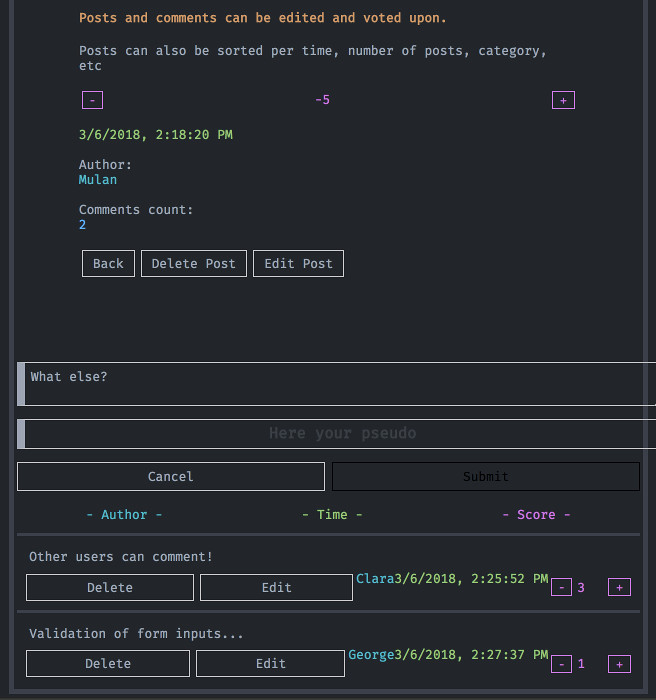 Posts and comments can be edited and voted upon.
Posts can also be sorted per time, number of posts, category,
etc
- -5 +
3/6/2018, 2:18:20 PM
Author:
Mulan
Comments count:
2
Back Delete Post Edit Post
What else?
Here your pseudo
Cancel Submit
- Author - - Time - - Score -
Other users can comment!
Delete Edit Clara3/6/2018, 2:25:52 PM - 3 +
Validation of form inputs...
Delete Edit George3/6/2018, 2:27:37 PM - 1 +